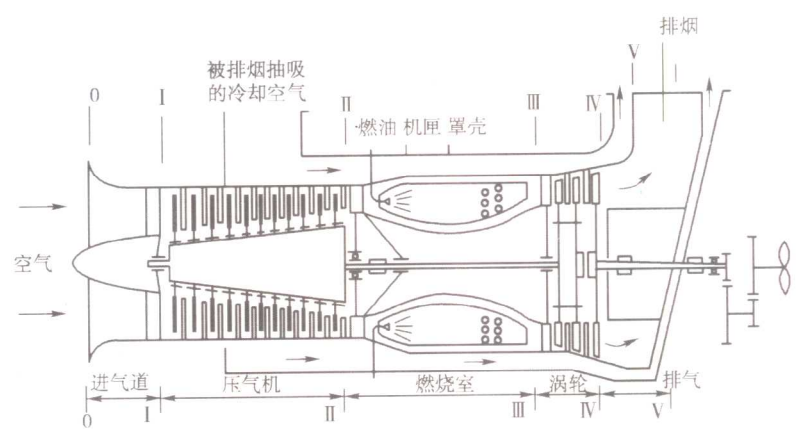 排烟
V
被排烟抽吸
的冷却空气
0
I
II
III
IV
燃油 机匣 罩壳
空气
进气道
压气机
燃烧室
涡轮
排气
0
I
II
III
IV
V